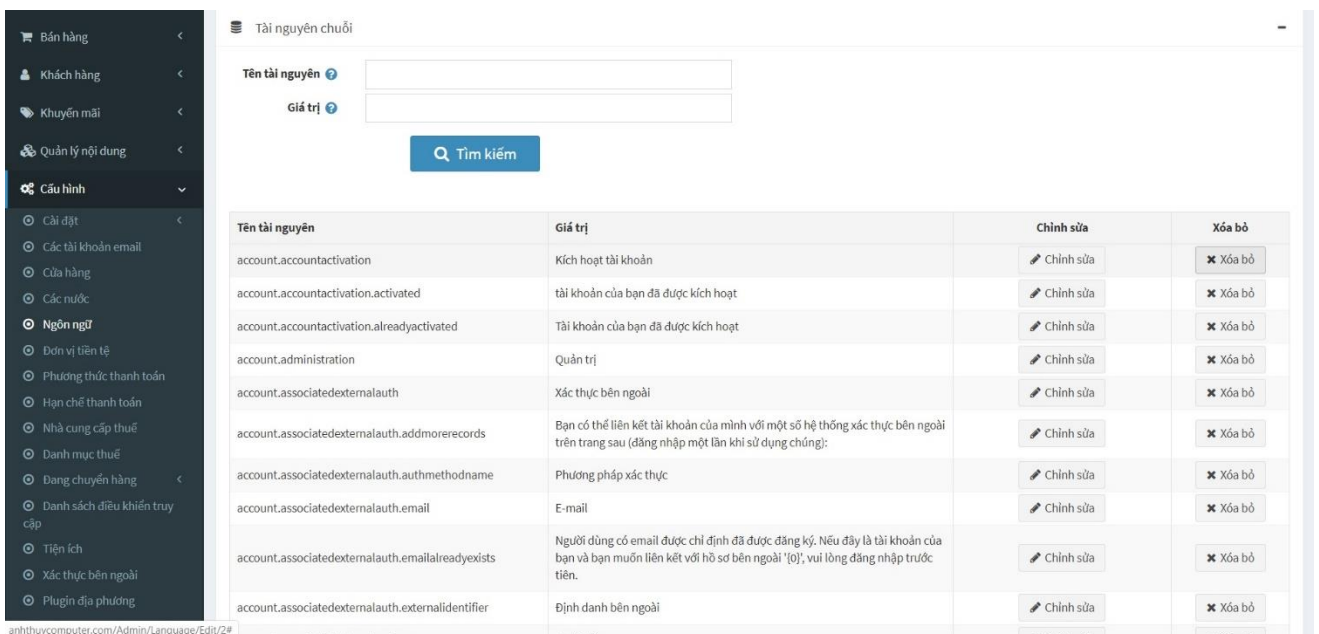 Bán hàng
Khách hàng
Khuyến mãi
Quản lý nội dung
Cấu hình
Cài đặt
Các tài khoản email
Cửa hàng
Các nước
Ngôn ngữ
Đơn vị tiền tệ
Phương thức thanh toán
Hạn chế thanh toán
Nhà cung cấp thuế
Danh mục thuế
Đang chuyển hàng
Danh sách điều khiển truy
cập
Tiện ích
Xác thực bên ngoài
Plugin địa phương
anhthuycomputer.com/Admin/Language/Edit/2#
Tài nguyên chuỗi
Tên tài nguyên
Giá trị
Tìm kiếm
Tên tài nguyên Giá trị Chỉnh sửa Xóa bỏ
account.accountactivation Kích hoạt tài khoản Chỉnh sửa Xóa bỏ
account.accountactivation.activated tài khoản của bạn đã được kích hoạt Chỉnh sửa Xóa bỏ
account.accountactivation.alreadyactivated Tài khoản của bạn đã được kích hoạt Chỉnh sửa Xóa bỏ
account.administration Quản trị Chỉnh sửa Xóa bỏ
account.associatedexternalauth Xác thực bên ngoài Chỉnh sửa Xóa bỏ
account.associatedexternalauth.addmorerecords Bạn có thể liên kết tài khoản của mình với một số hệ thống xác thực bên ngoài
trên trang sau (đăng nhập một lần khi sử dụng chúng): Chỉnh sửa Xóa bỏ
account.associatedexternalauth.authmethodname Phương pháp xác thực Chỉnh sửa Xóa bỏ
account.associatedexternalauth.email E-mail Chỉnh sửa Xóa bỏ
account.associatedexternalauth.emailalreadyexists Người dùng có email được chỉ định đã được đăng ký. Nếu đây là tài khoản của
bạn và bạn muốn liên kết với hồ sơ bên ngoài '{0}', vui lòng đăng nhập trước
tiên. Chỉnh sửa Xóa bỏ
account.associatedexternalauth.externalidentifier Định danh bên ngoài Chỉnh sửa Xóa bỏ